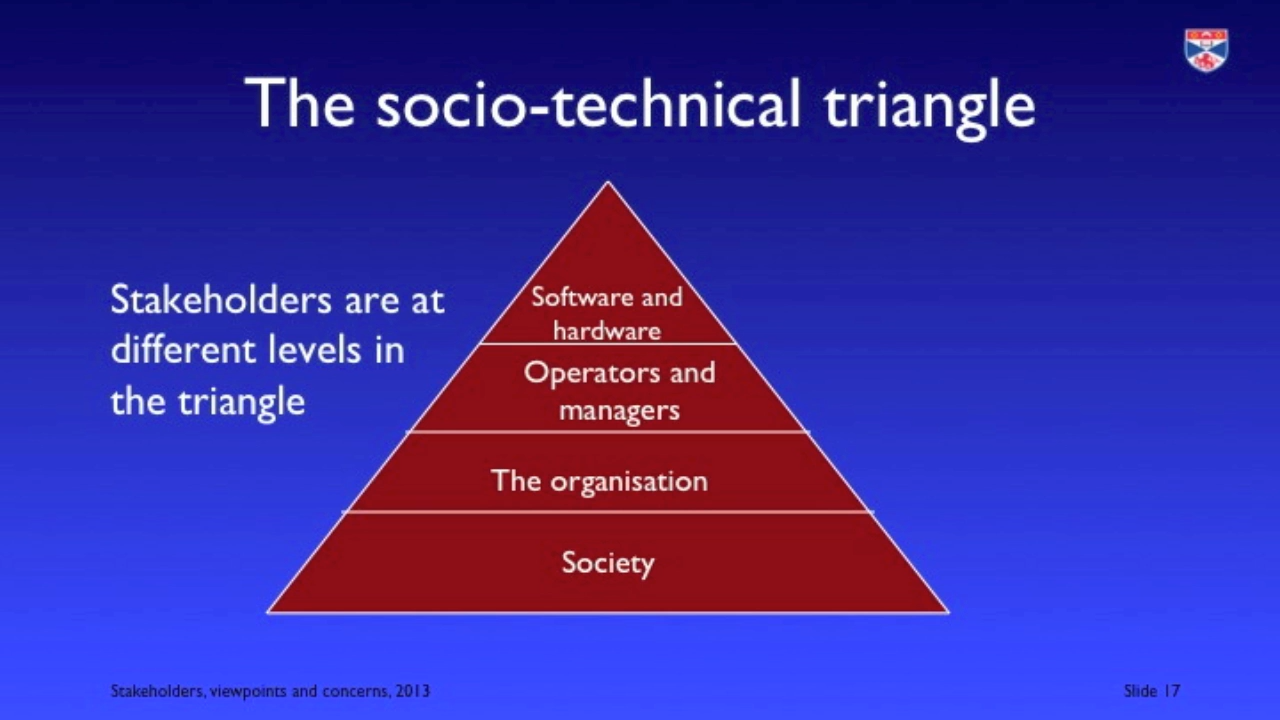 The socio-technical triangle
Stakeholders are at
different levels in
the triangle
Software and
hardware
Operators and
managers
The organisation
Society
Stakeholders, viewpoints and concerns, 2013
Slide 17